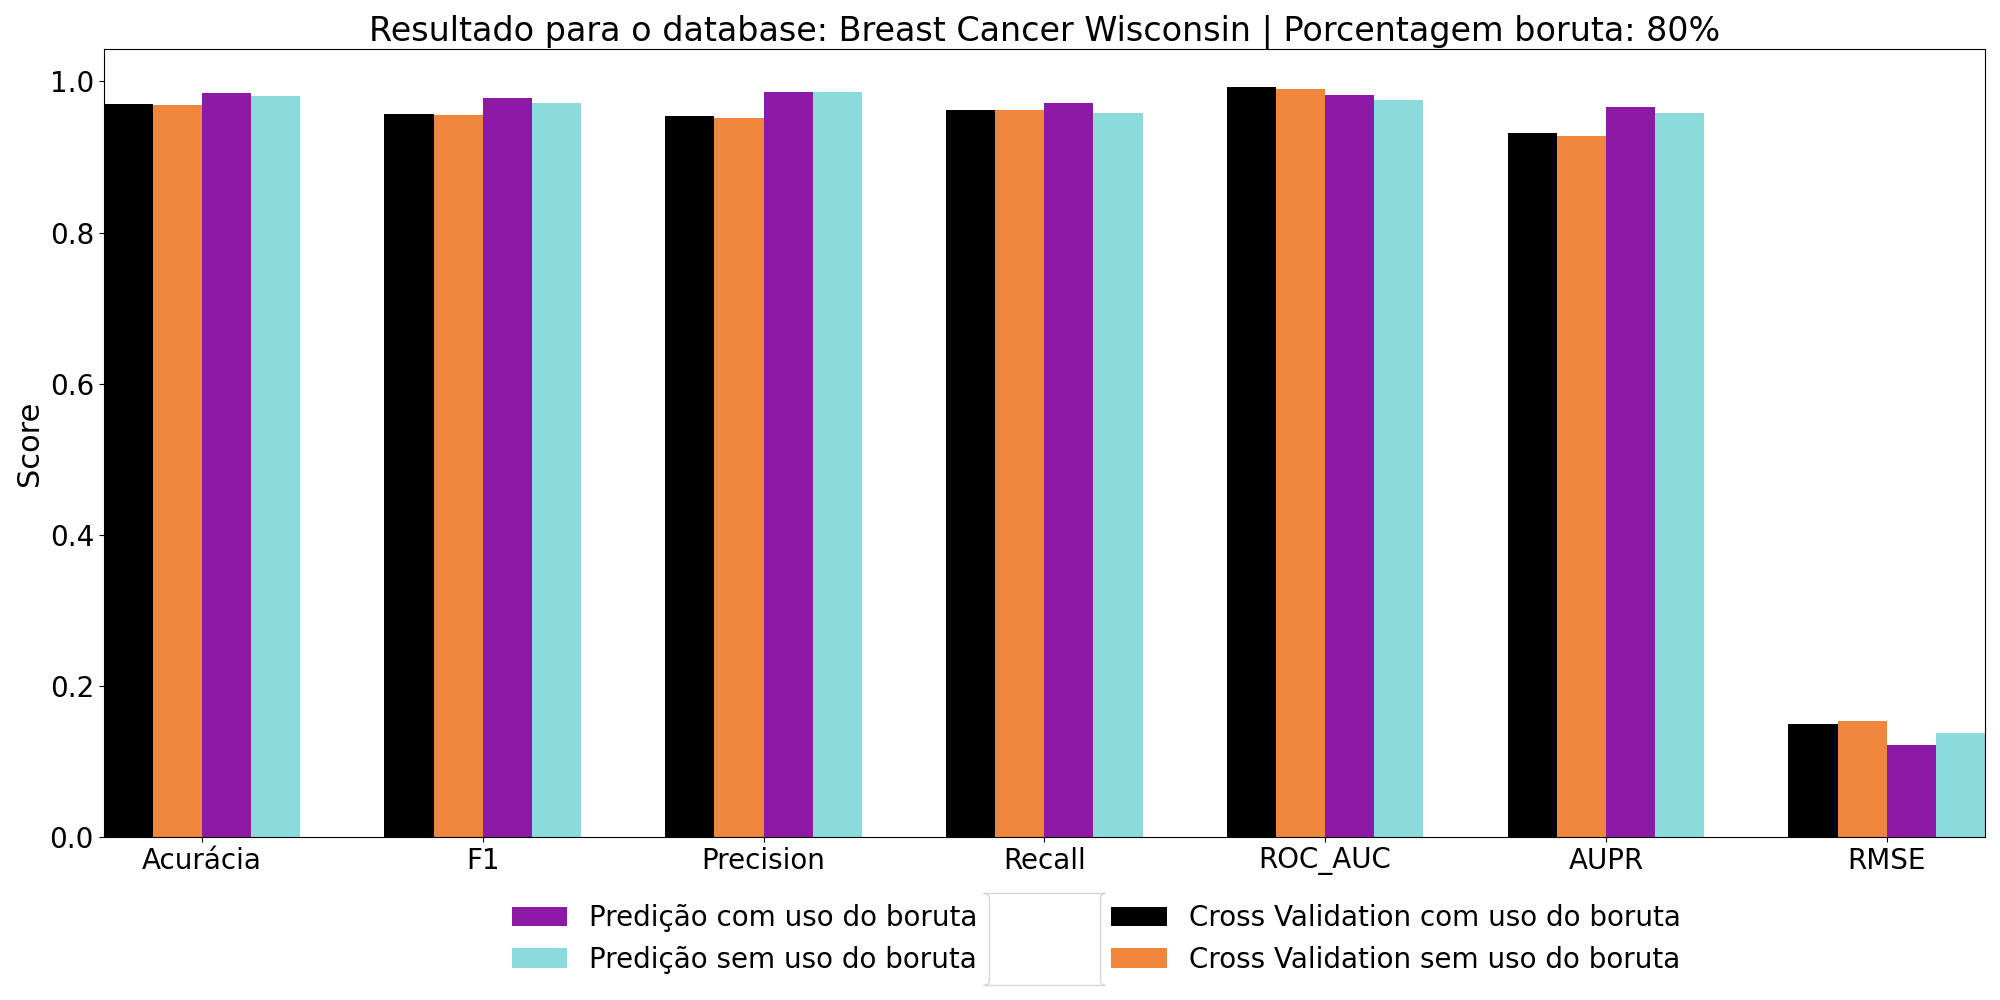 Resultado para o database: Breast Cancer Wisconsin | Porcentagem boruta: 80%
1.0
0.8
0.6
0.4
0.2
0.0
Score
Acurácia F1 Precision Recall ROC_AUC AUPR RMSE
Predição com uso do boruta
Predição sem uso do boruta
Cross Validation com uso do boruta
Cross Validation sem uso do boruta